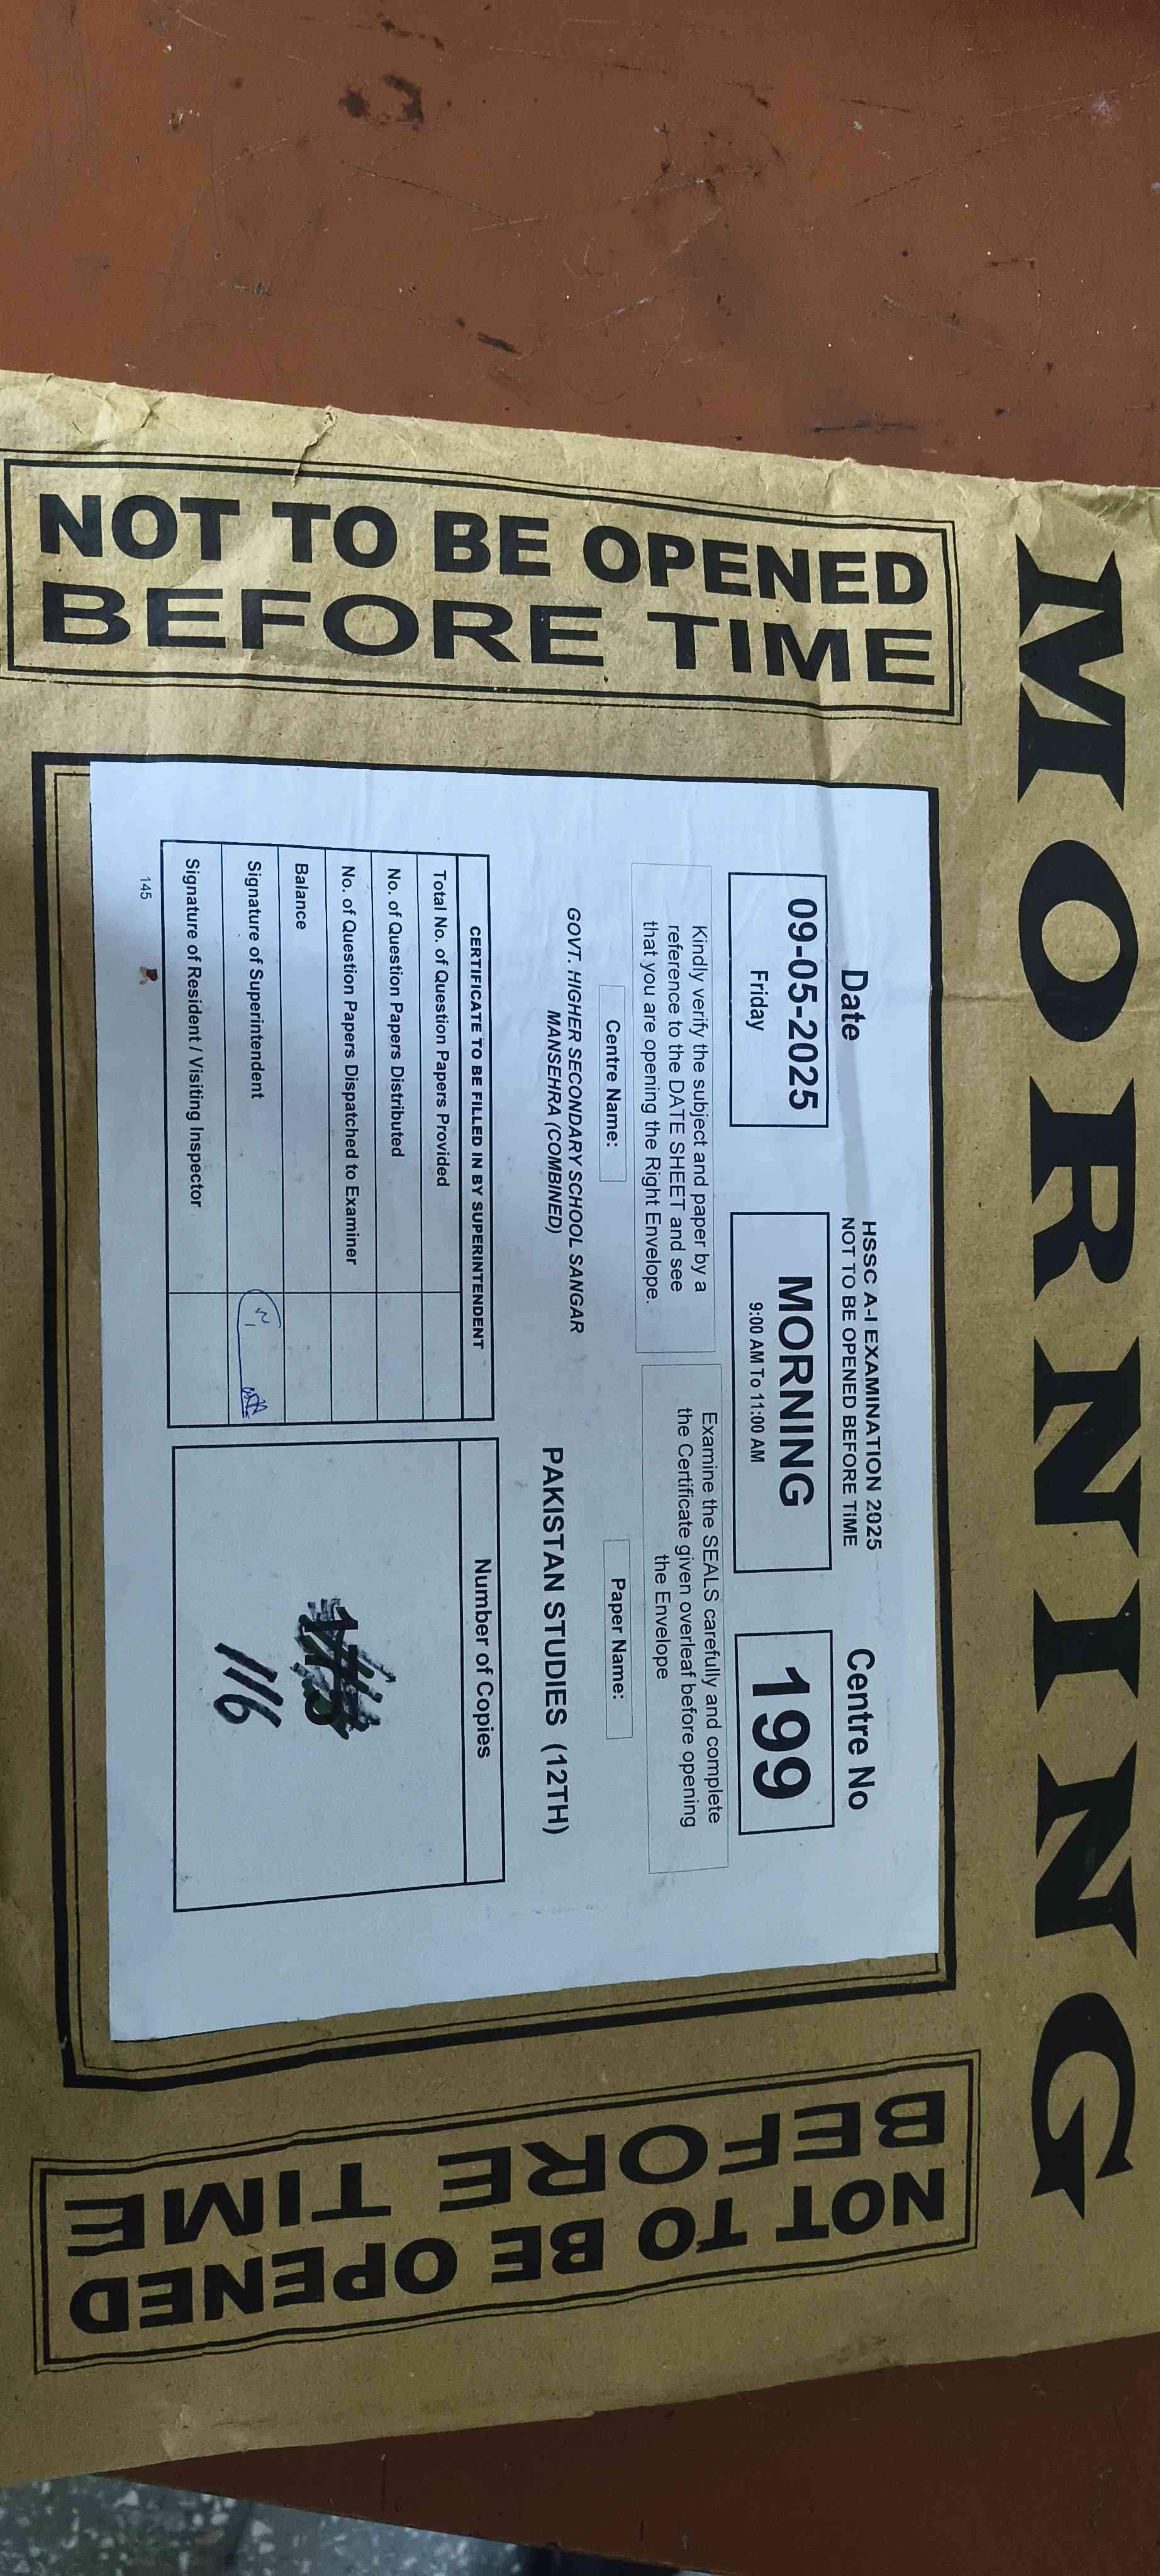 MORNING
NOT TO BE OPENED
BEFORE TIME
HSSC A-I EXAMINATION 2025
NOT TO BE OPENED BEFORE TIME
Date
09-05-2025
Friday
MORNING
9:00 AM To 11:00 AM
Centre No
199
Kindly verify the subject and paper by a
reference to the DATE SHEET and see
that you are opening the Right Envelope.
Examine the SEALS carefully and complete
the Certificate given overleaf before opening
the Envelope
Centre Name:
GOVT. HIGHER SECONDARY SCHOOL SANGAR
MANSEHRA (COMBINED)
Paper Name:
PAKISTAN STUDIES (12TH)
CERTIFICATE TO BE FILLED IN BY SUPERINTENDENT
Total No. of Question Papers Provided
No. of Question Papers Distributed
No. of Question Papers Dispatched to Examiner
Balance
Signature of Superintendent
Signature of Resident / Visiting Inspector
Number of Copies
116
145
NOT TO BE OPENED
BEFORE TIME